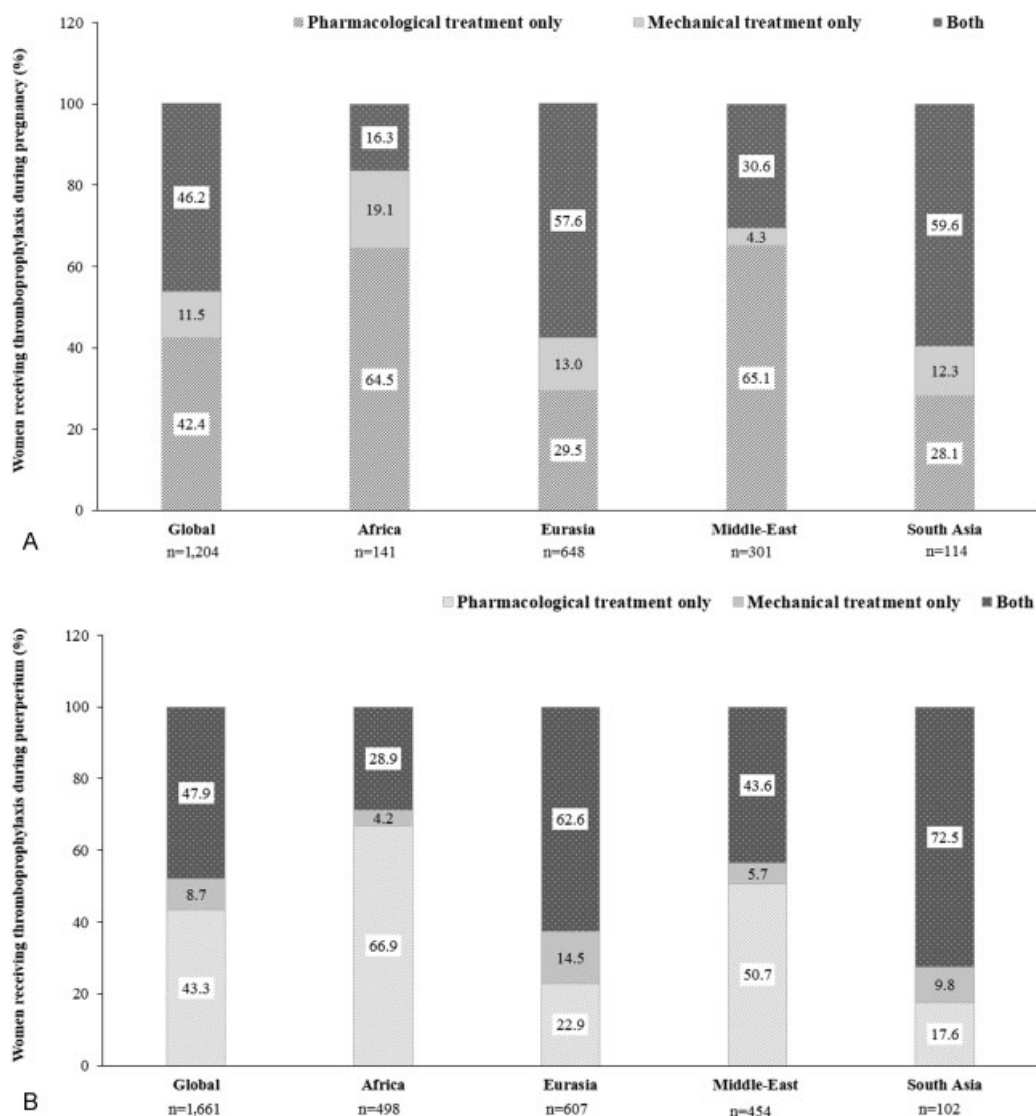 Pharmacological treatment only Mechanical treatment only Both
Women receiving thromboprophylaxis during pregnancy (%)
120
100
80
60
40
20
0
46.2 16.3 57.6 30.6 59.6
11.5 19.1 13.0 4.3 12.3
42.4 64.5 29.5 65.1 28.1
Global Africa Eurasia Middle-East South Asia
n=1,204 n=141 n=648 n=301 n=114
A
Pharmacological treatment only Mechanical treatment only Both
Women receiving thromboprophylaxis during puerperium (%)
120
100
80
60
40
20
0
47.9 28.9 62.6 43.6 72.5
8.7 4.2 14.5 5.7 9.8
43.3 66.9 22.9 50.7 17.6
Global Africa Eurasia Middle-East South Asia
n=1,661 n=498 n=607 n=454 n=102
B